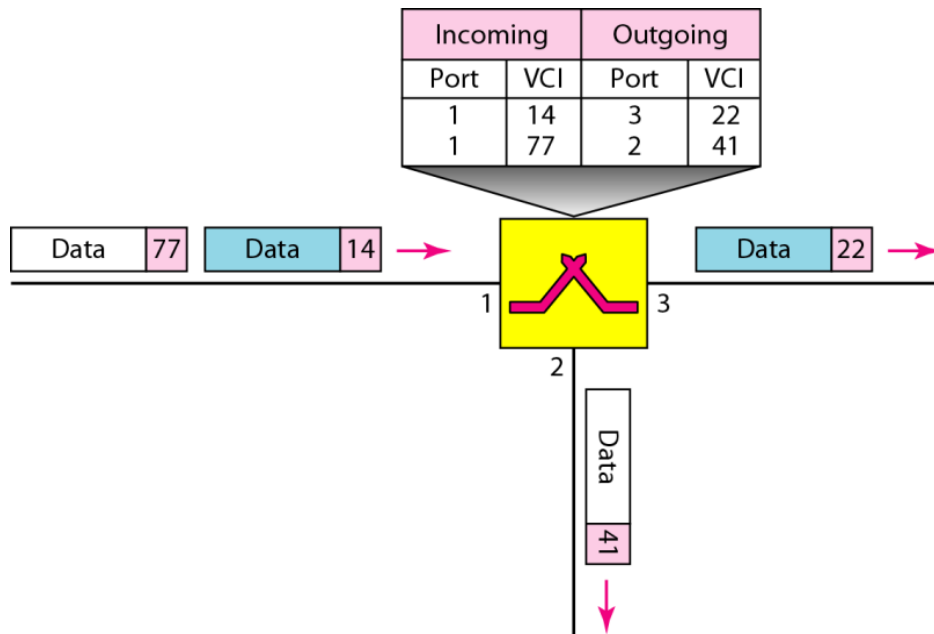 Incoming Outgoing
Port VCI Port VCI
1 14 3 22
1 77 2 41
Data 77 Data 14 Data 22
1 3
2
Data 41